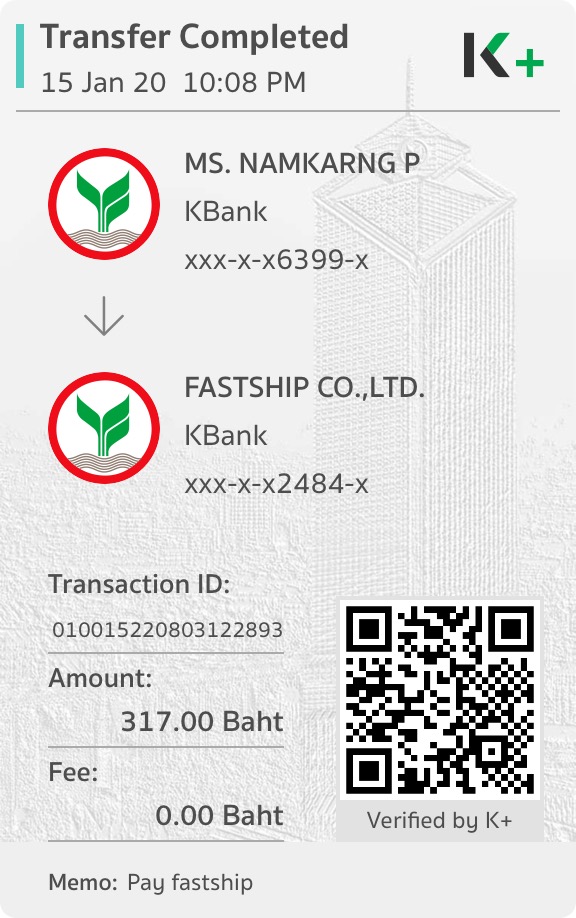 Transfer Completed
15 Jan 20 10:08 PM
K+
MS. NAMKARNG P
KBank
xxx-x-x6399-x
FASTSHIP CO.,LTD.
KBank
xxx-x-x2484-x
Transaction ID:
010015220803122893
Amount:
317.00 Baht
Fee:
0.00 Baht
Verified by K+
Memo: Pay fastship